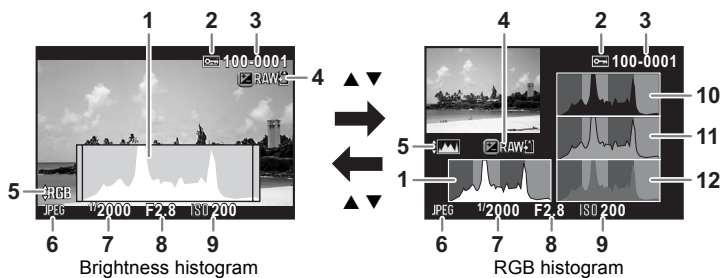 1 2 3
100-0001
RAW
4
5
RGB
JPEG 1/2000 F2.8 ISO 200
6 7 8 9
Brightness histogram
▲ ▼
▲ ▼
4 2 3
100-0001
10
11
5
RAW
1
12
JPEG 1/2000 F2.8 ISO 200
6 7 8 9
RGB histogram